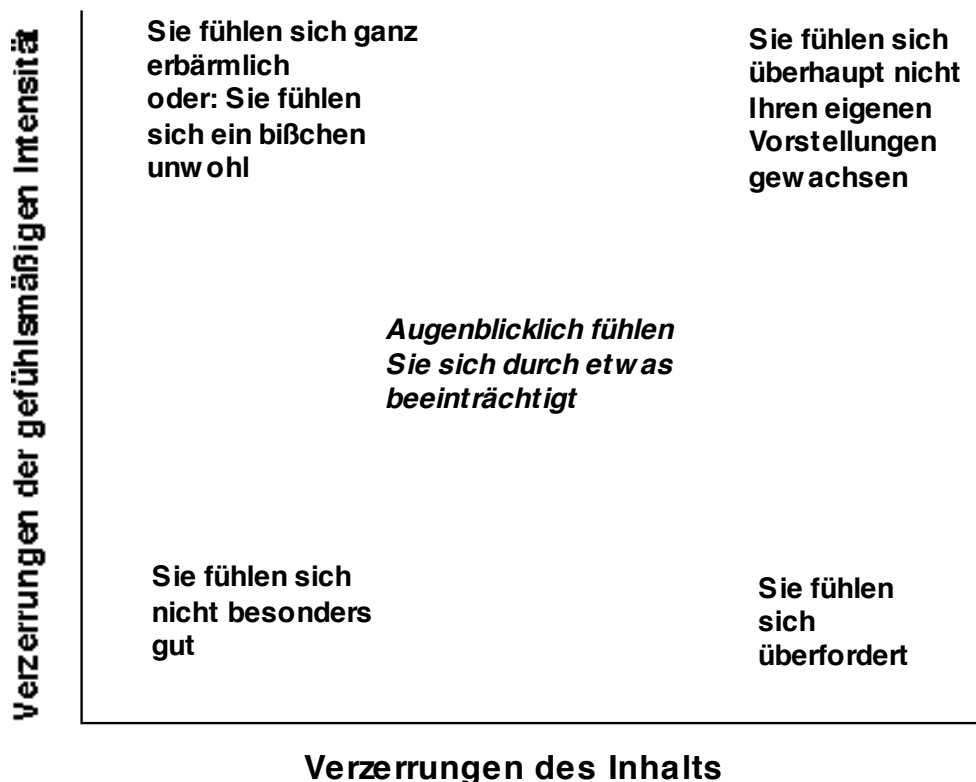 Verzerrungen der gefühlsmäßigen Intensität
Sie fühlen sich ganz
erbärmlich
oder: Sie fühlen
sich ein bißchen
unwohl
Sie fühlen sich
überhaupt nicht
Ihren eigenen
Vorstellungen
gewachsen
Augenblicklich fühlen
Sie sich durch etwas
beeinträchtigt
Sie fühlen sich
nicht besonders
gut
Sie fühlen
sich
überfordert
Verzerrungen des Inhalts